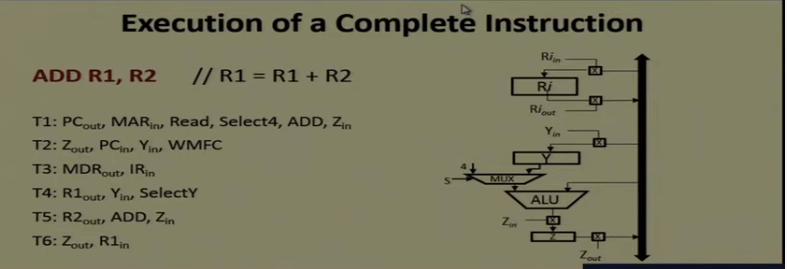 Execution of a Complete Instruction
ADD R1, R2 // R1 = R1 + R2
T1: PCout, MARin, Read, Select4, ADD, Zin
T2: Zout, PCin, Yin, WMFC
T3: MDRout, IRin
T4: R1out, Yin, SelectY
T5: R2out, ADD, Zin
T6: Zout, R1in
Riin
X
Ri
X
Riout
Yin
X
Y
4
S
MUX
ALU
Zin
X
Z
X
Zout